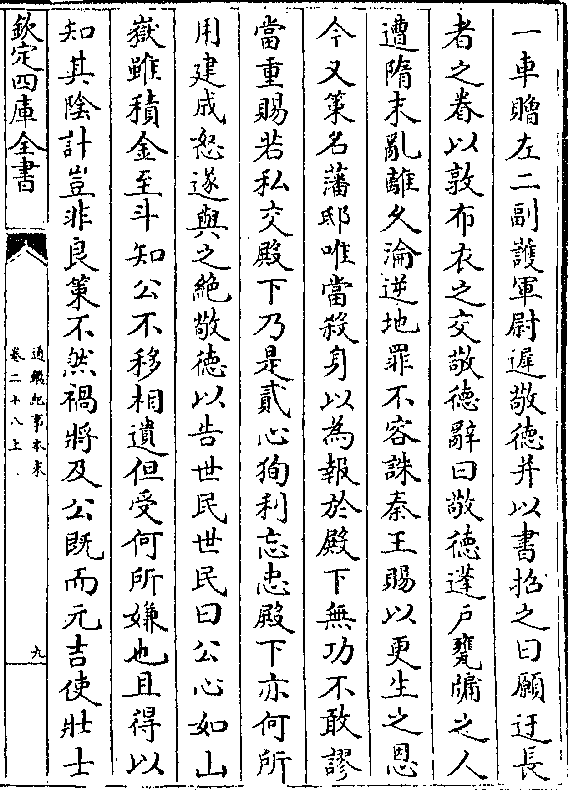 一車贈左二副護軍尉遲敬徳并以書招之曰願迂長
者之眷以敦布衣之交敬徳辭曰敬徳蓬戸甕牖之人
遭隋末亂離乆淪逆地罪不容誅秦王賜以更生之恩
今又策名藩邸唯當殺身以為報於殿下無功不敢謬
當重賜若私交殿下乃是貳心狥利忘忠殿下亦何所
用建成怒遂與之絶敬徳以告世民世民曰公心如山
嶽雖積金至斗知公不移相遺但受何所嫌也且得以
知其隂計豈非良策不然禍將及公既而元吉使壯士
欽定四庫全書
通鑑紀事本末
卷二十八上
九